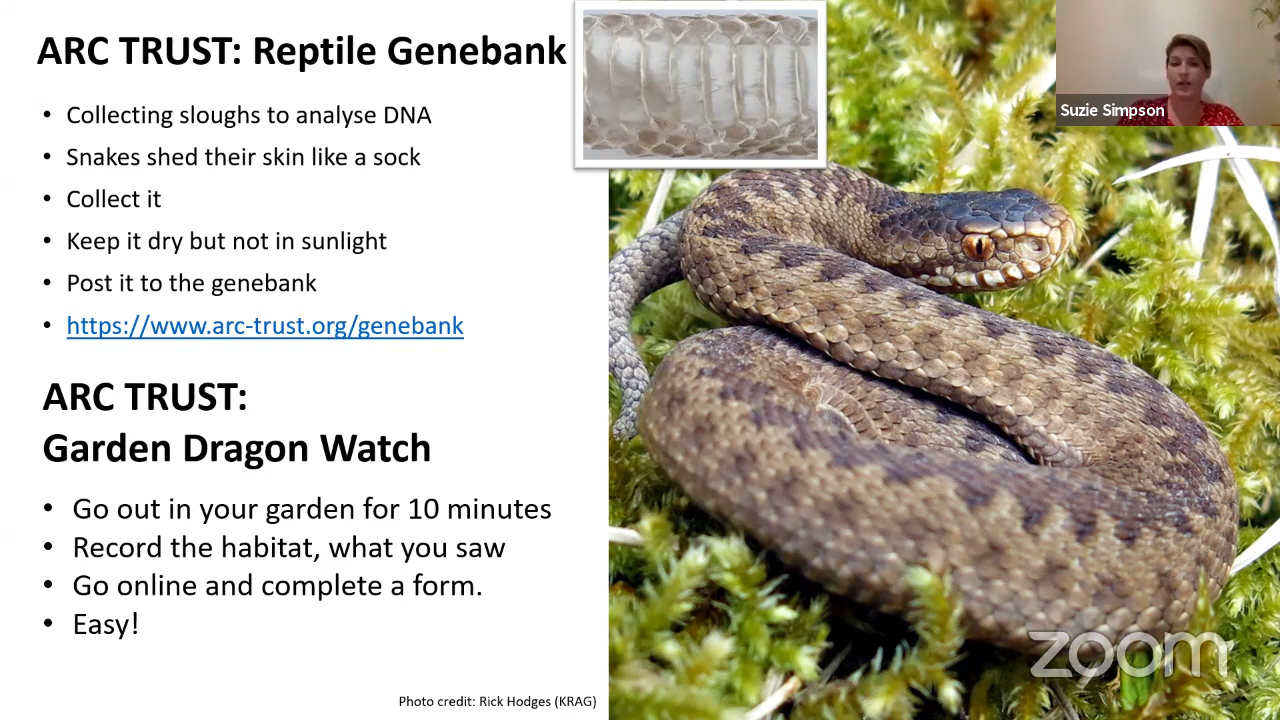 ARC TRUST: Reptile Genebank
• Collecting sloughs to analyse DNA
• Snakes shed their skin like a sock
• Collect it
• Keep it dry but not in sunlight
• Post it to the genebank
• https://www.arc-trust.org/genebank
ARC TRUST:
Garden Dragon Watch
• Go out in your garden for 10 minutes
• Record the habitat, what you saw
• Go online and complete a form.
• Easy!
Photo credit: Rick Hodges (KRAG)
Suzie Simpson
zoom